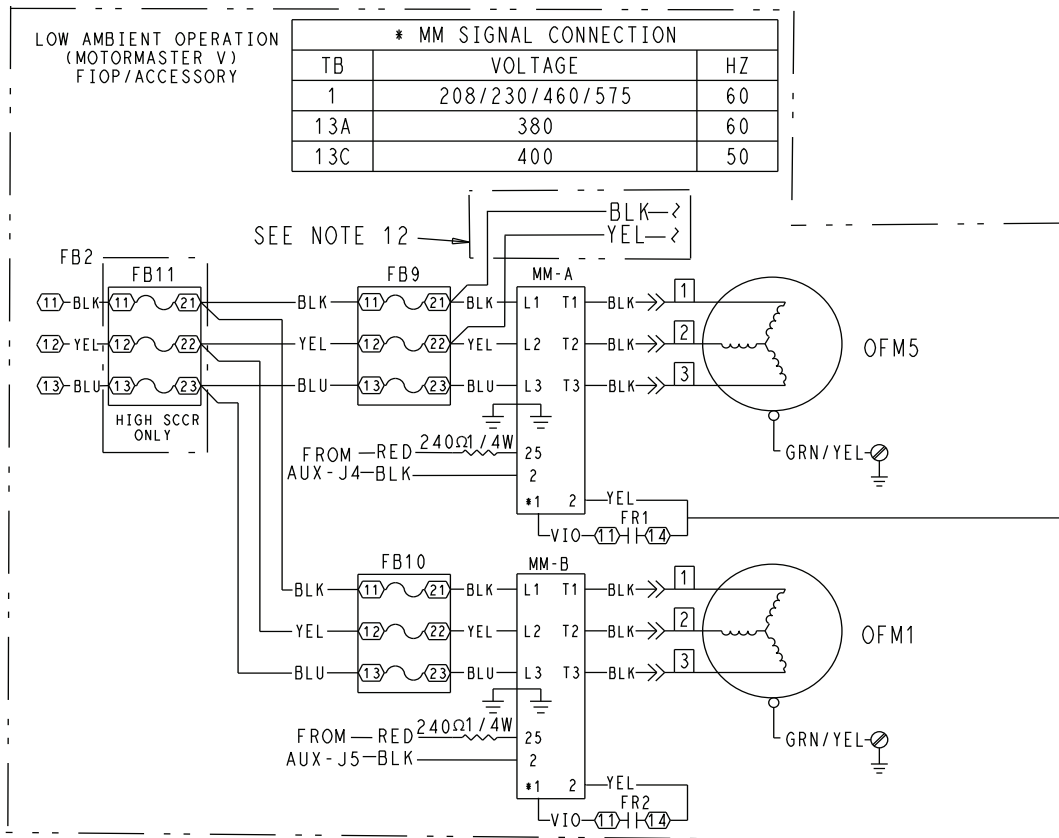 LOW AMBIENT OPERATION
(MOTORMASTER V)
FIOP/ACCESSORY
* MM SIGNAL CONNECTION
TB VOLTAGE HZ
1 208/230/460/575 60
13A 380 60
13C 400 50
SEE NOTE 12
BLK
YEL
FB2
FB11 FB9 MM-A
11 BLK 11 21 BLK 11 21 BLK L1 T1 BLK 1
12 YEL 12 22 YEL 12 22 YEL L2 T2 BLK 2 OFM5
13 BLU 13 23 BLU 13 23 BLU L3 T3 BLK 3
HIGH SCCR
ONLY
FROM RED 240Ω1/4W 25 GRN/YEL
AUX-J4 BLK 2
*1 2 YEL
VIO 11 FR1 14
FB10 MM-B
BLK 11 21 BLK L1 T1 BLK 1
YEL 12 22 YEL L2 T2 BLK 2 OFM1
BLU 13 23 BLU L3 T3 BLK 3
FROM RED 240Ω1/4W 25 GRN/YEL
AUX-J5 BLK 2
*1 2 YEL
VIO 11 FR2 14